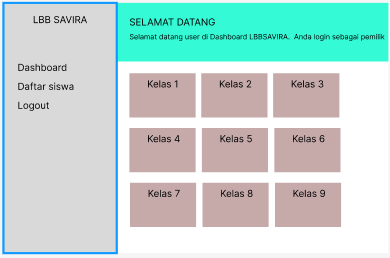 LBB SAVIRA
Dashboard
Daftar siswa
Logout
SELAMAT DATANG
Selamat datang user di Dashboard LBBSAVIRA. Anda login sebagai pemilik
Kelas 1
Kelas 2
Kelas 3
Kelas 4
Kelas 5
Kelas 6
Kelas 7
Kelas 8
Kelas 9